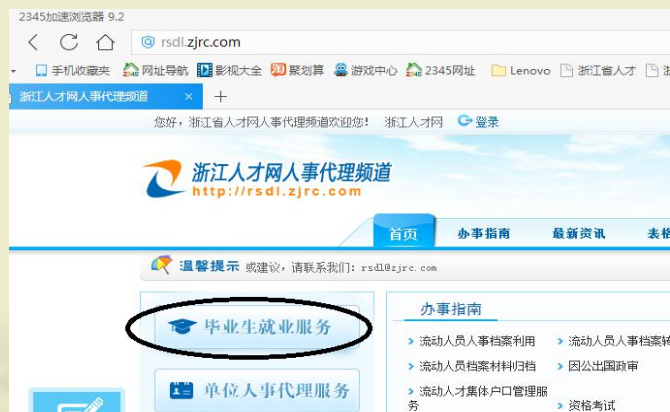 2345加速浏览器 9.2
rsdl.zjrc.com
手机收藏夹 网址导航 影视大全 聚划算 游戏中心 2345网址 Lenovo 浙江省人才
浙江人才网人事代理频道 × +
您好，浙江省人才网人事代理频道欢迎您！ 浙江人才网 登录
浙江人才网人事代理频道
http://rsdl.zjrc.com
首页 办事指南 最新资讯 表格
温馨提示 或建议，请联系我们：rsdl@zjrc.com
毕业生就业服务
单位人事代理服务
办事指南
流动人员人事档案利用 流动人员人事档案转
流动人员档案材料归档 因公出国政审
流动人才集体户口管理服
务
资格考试